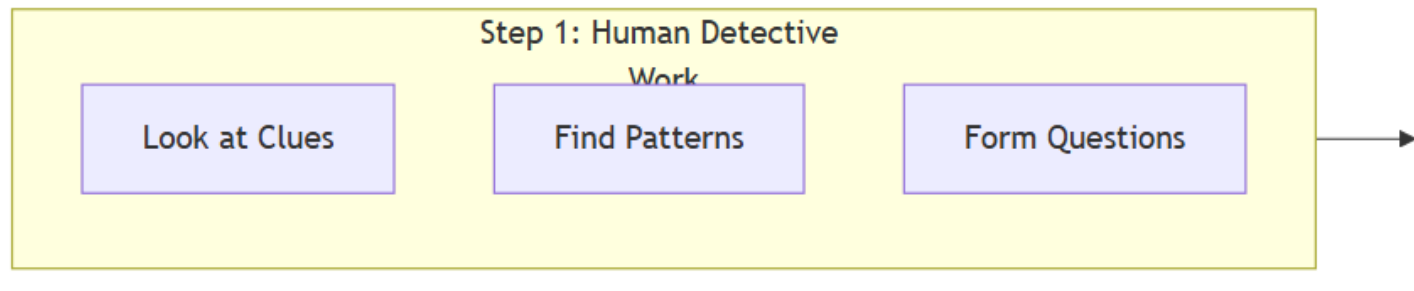 Step 1: Human Detective
Work
Look at Clues
Find Patterns
Form Questions